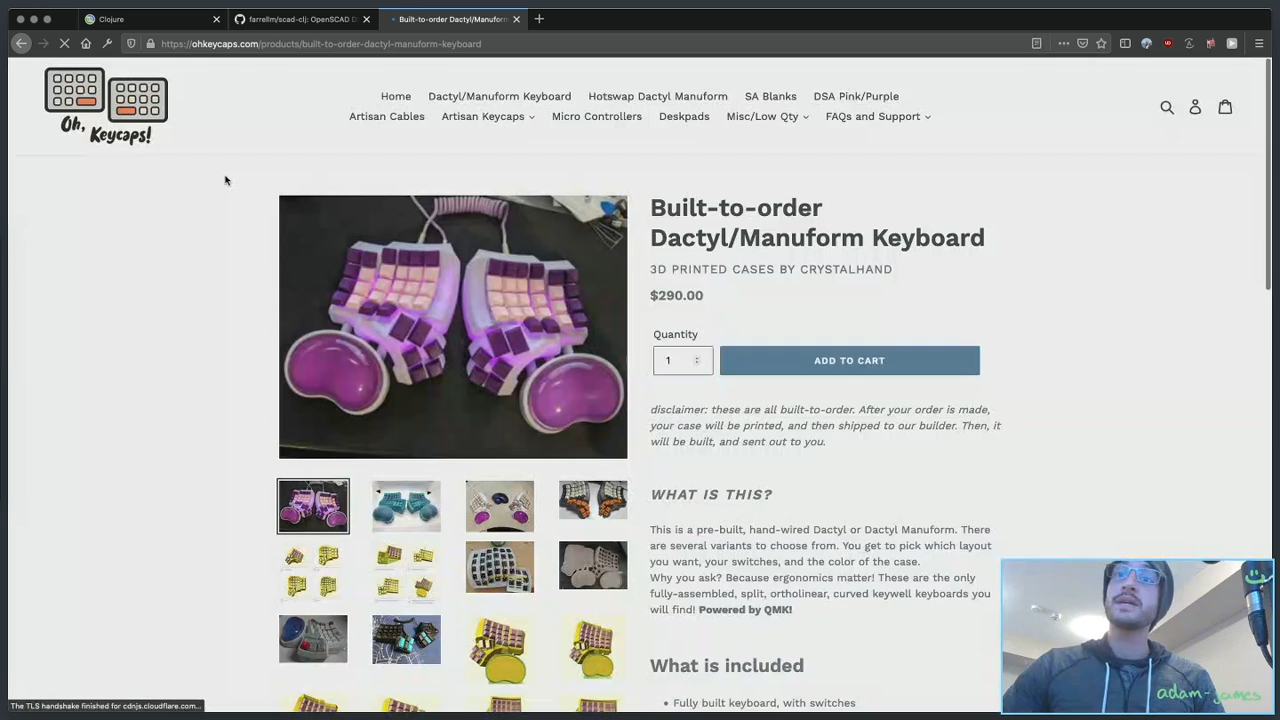 Clojure
farrellm/scad-clj: OpenSCAD D
Built-to-order Dactyl/Manuform
https://ohkeycaps.com/products/built-to-order-dactyl-manuform-keyboard
Oh, Keycaps!
Home
Dactyl/Manuform Keyboard
Hotswap Dactyl Manuform
SA Blanks
DSA Pink/Purple
Artisan Cables
Artisan Keycaps
Micro Controllers
Deskpads
Misc/Low Qty
FAQs and Support
Built-to-order
Dactyl/Manuform Keyboard
3D PRINTED CASES BY CRYSTALHAND
$290.00
Quantity
1
ADD TO CART
disclaimer: these are all built-to-order. After your order is made,
your case will be printed, and then shipped to our builder. Then, it
will be built, and sent out to you.
WHAT IS THIS?
This is a pre-built, hand-wired Dactyl or Dactyl Manuform. There
are several variants to choose from. You get to pick which layout
you want, your switches, and the color of the case.
Why you ask? Because ergonomics matter! These are the only
fully-assembled, split, ortholinear, curved keywell keyboards you
will find! Powered by QMK!
What is included
• Fully built keyboard, with switches
The TLS handshake finished for cdnjs.cloudflare.com...
adam-james